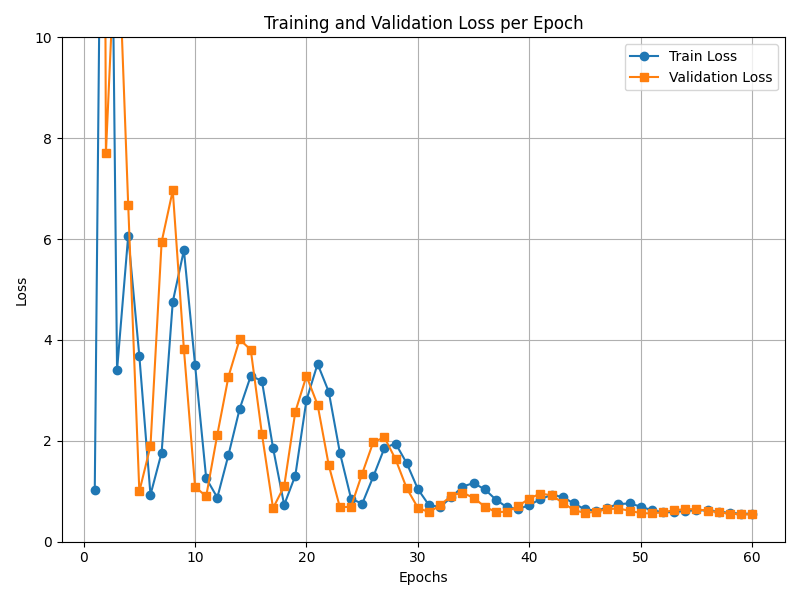 Training and Validation Loss per Epoch
Train Loss
Validation Loss
Loss
10
8
6
4
2
0
0 10 20 30 40 50 60
Epochs